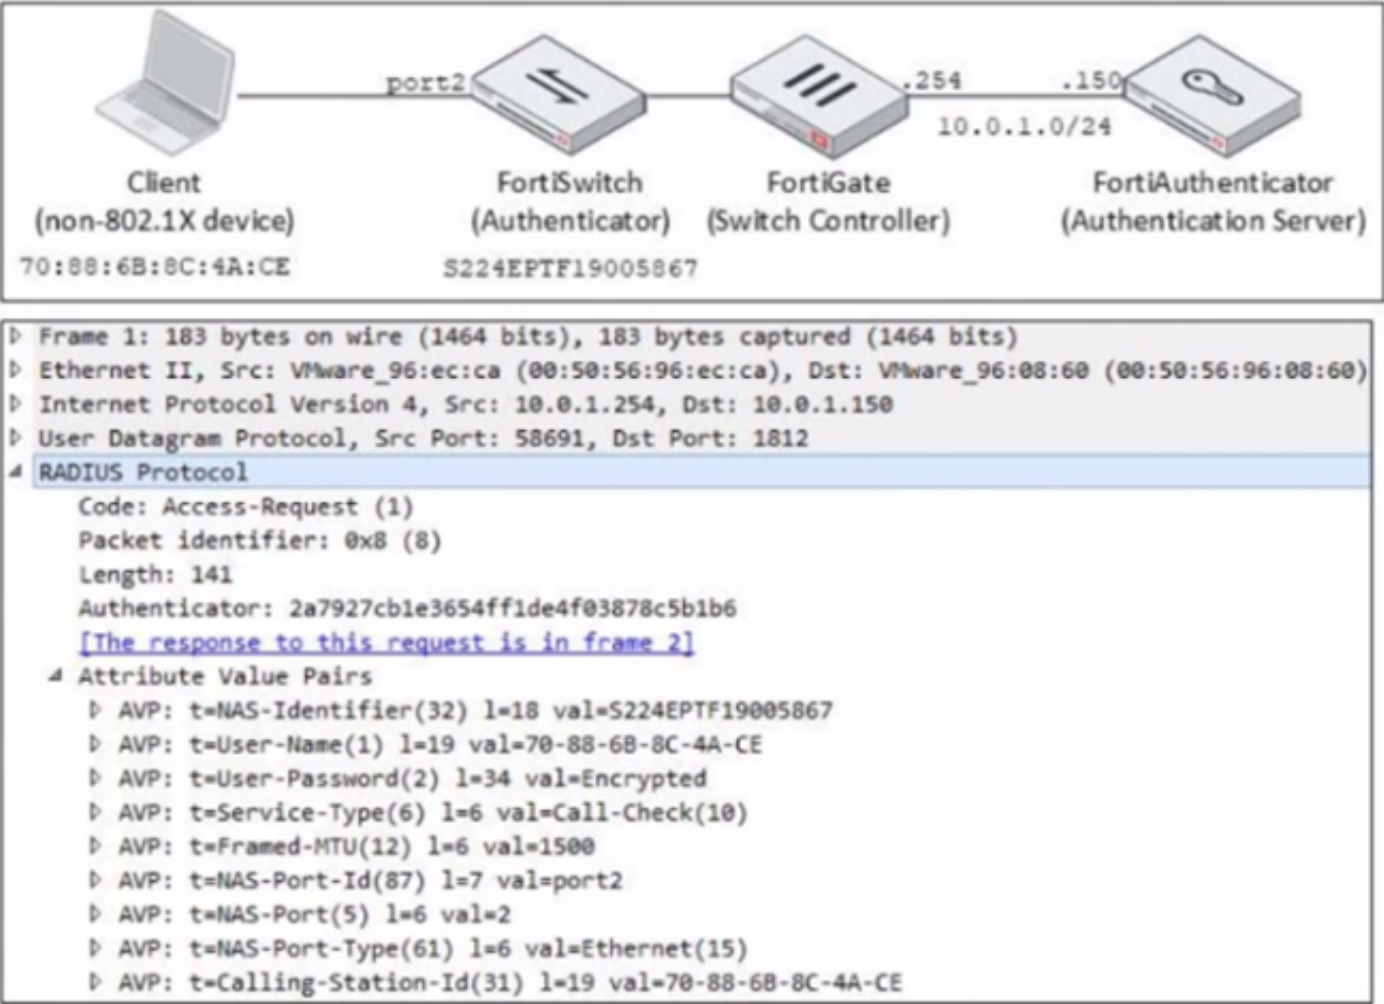 port2
.254
.150
10.0.1.0/24
Client
(non-802.1X device)
70:88:6B:8C:4A:CE
FortiSwitch
(Authenticator)
S224EPTF19005867
FortiGate
(Switch Controller)
FortiAuthenticator
(Authentication Server)
Frame 1: 183 bytes on wire (1464 bits), 183 bytes captured (1464 bits)
Ethernet II, Src: VMware_96:ec:ca (00:50:56:96:ec:ca), Dst: VMware_96:08:60 (00:50:56:96:08:60)
Internet Protocol Version 4, Src: 10.0.1.254, Dst: 10.0.1.150
User Datagram Protocol, Src Port: 58691, Dst Port: 1812
RADIUS Protocol
Code: Access-Request (1)
Packet identifier: 0x8 (8)
Length: 141
Authenticator: 2a7927cb1e3654ff1de4f03878c5b1b6
[The response to this request is in frame 2]
Attribute Value Pairs
AVP: t=NAS-Identifier(32) l=18 val=S224EPTF19005867
AVP: t=User-Name(1) l=19 val=70-88-6B-8C-4A-CE
AVP: t=User-Password(2) l=34 val=Encrypted
AVP: t=Service-Type(6) l=6 val=Call-Check(10)
AVP: t=Framed-MTU(12) l=6 val=1500
AVP: t=NAS-Port-Id(87) l=7 val=port2
AVP: t=NAS-Port(5) l=6 val=2
AVP: t=NAS-Port-Type(61) l=6 val=Ethernet(15)
AVP: t=Calling-Station-Id(31) l=19 val=70-88-6B-8C-4A-CE